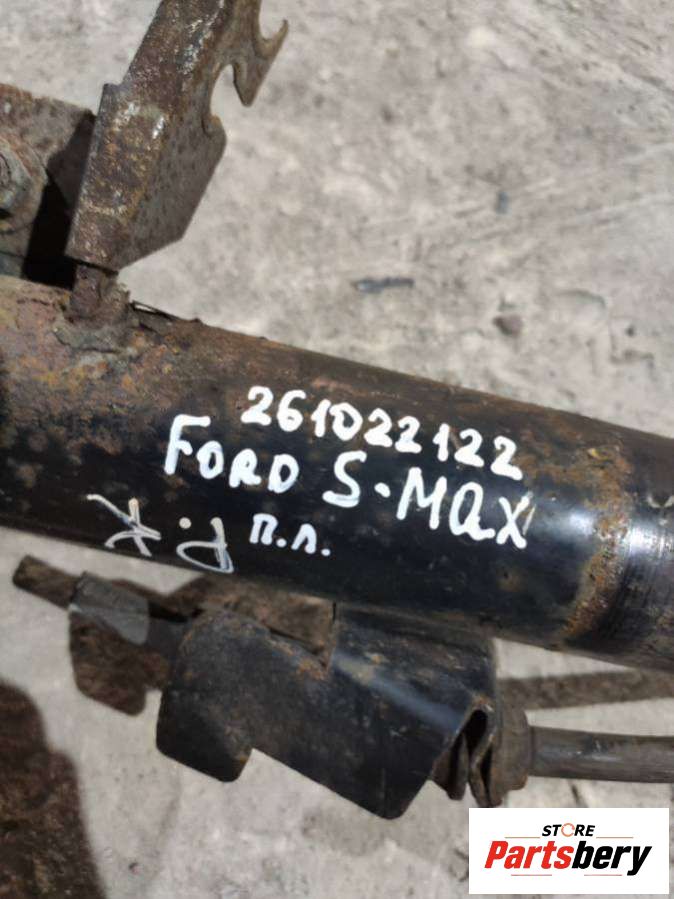 261022122
FORD S-MAX
п.л.
P.K
STORE
Partsbery